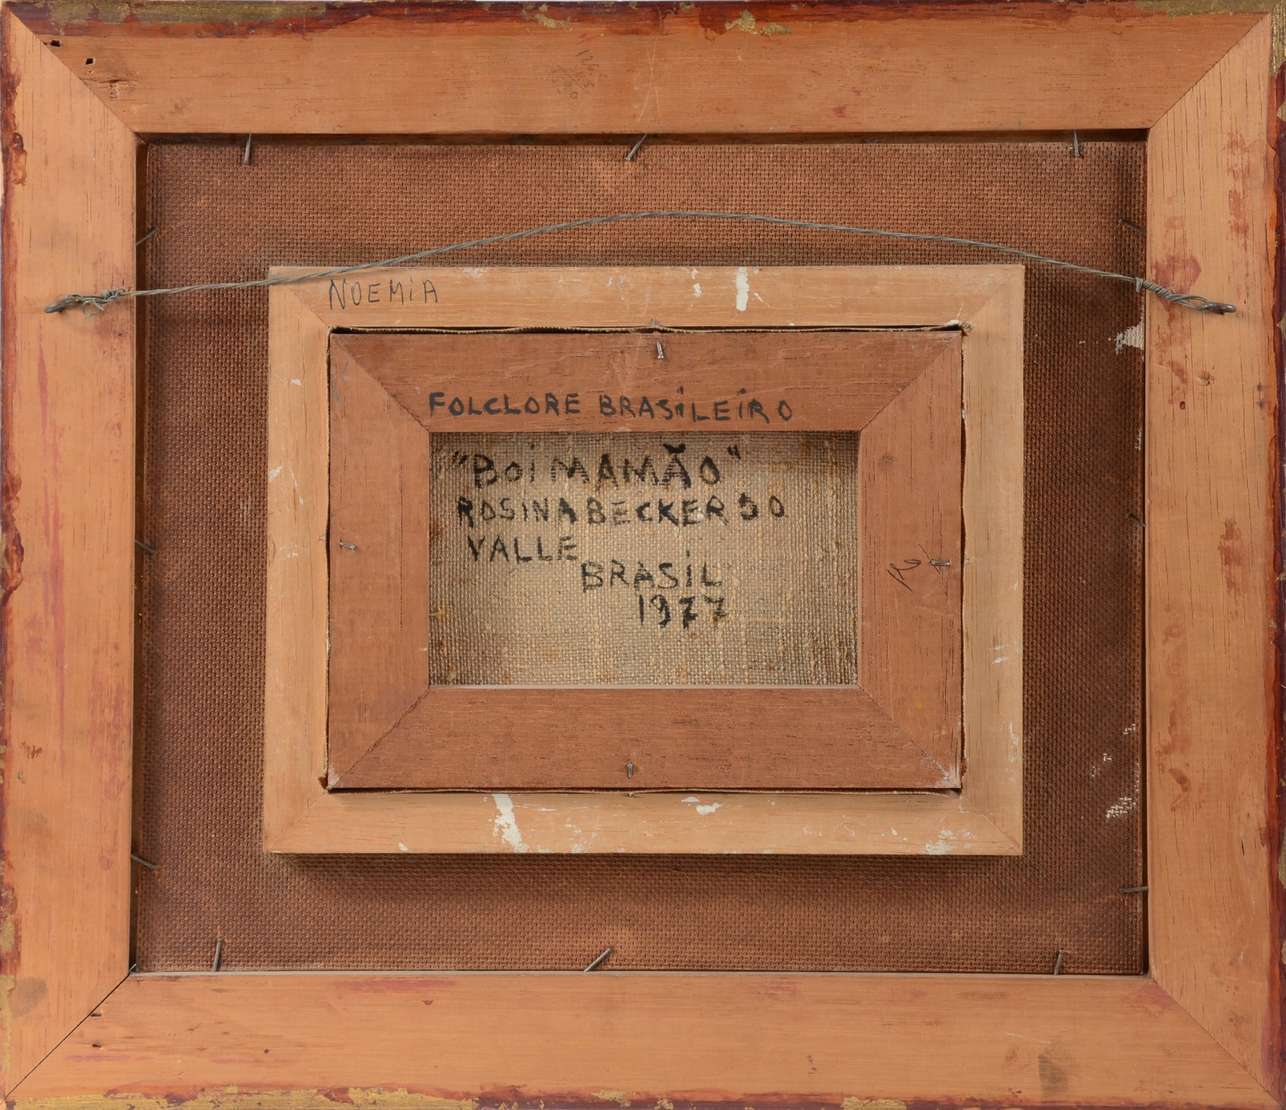 NOEMIA
FOLCLORE BRASILEIRO
"BOI MAMÃO"
ROSINA BECKER DO
VALLE
BRASIL
1977